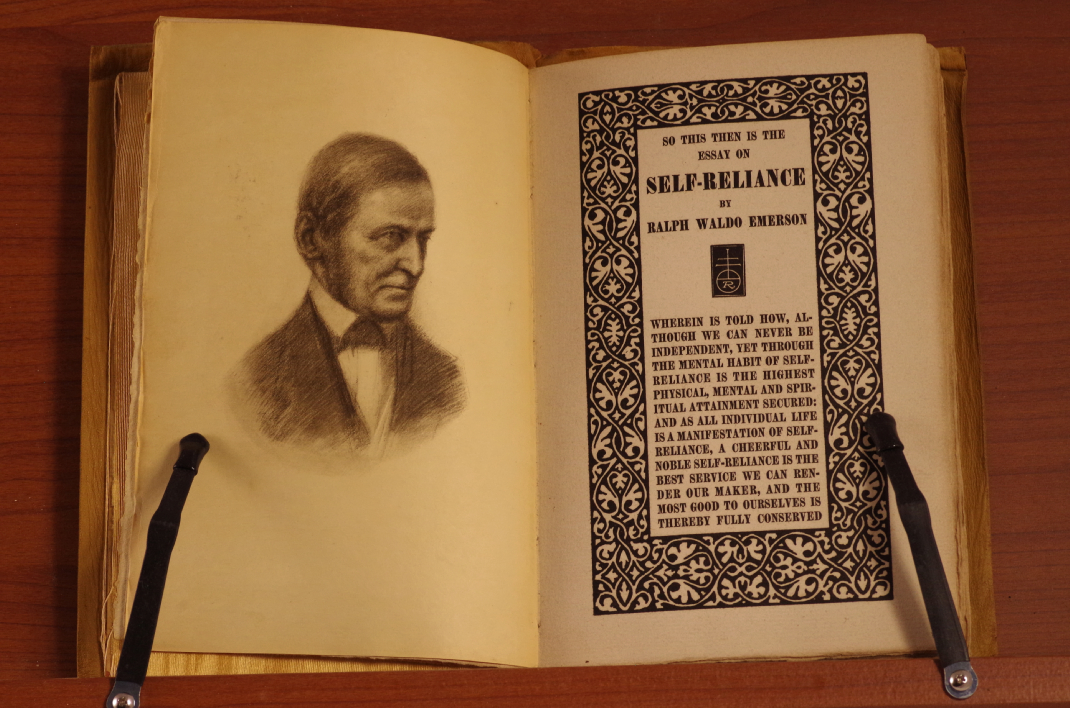 SO THIS THEN IS THE
ESSAY ON
SELF-RELIANCE
BY
RALPH WALDO EMERSON
R
WHEREIN IS TOLD HOW, AL-
THOUGH WE CAN NEVER BE
INDEPENDENT, YET THROUGH
THE MENTAL HABIT OF SELF-
RELIANCE IS THE HIGHEST
PHYSICAL, MENTAL AND SPIR-
ITUAL ATTAINMENT SECURED:
AND AS ALL INDIVIDUAL LIFE
IS A MANIFESTATION OF SELF-
RELIANCE, A CHEERFUL AND
NOBLE SELF-RELIANCE IS THE
BEST SERVICE WE CAN REN-
DER OUR MAKER, AND THE
MOST GOOD TO OURSELVES IS
THEREBY FULLY CONSERVED